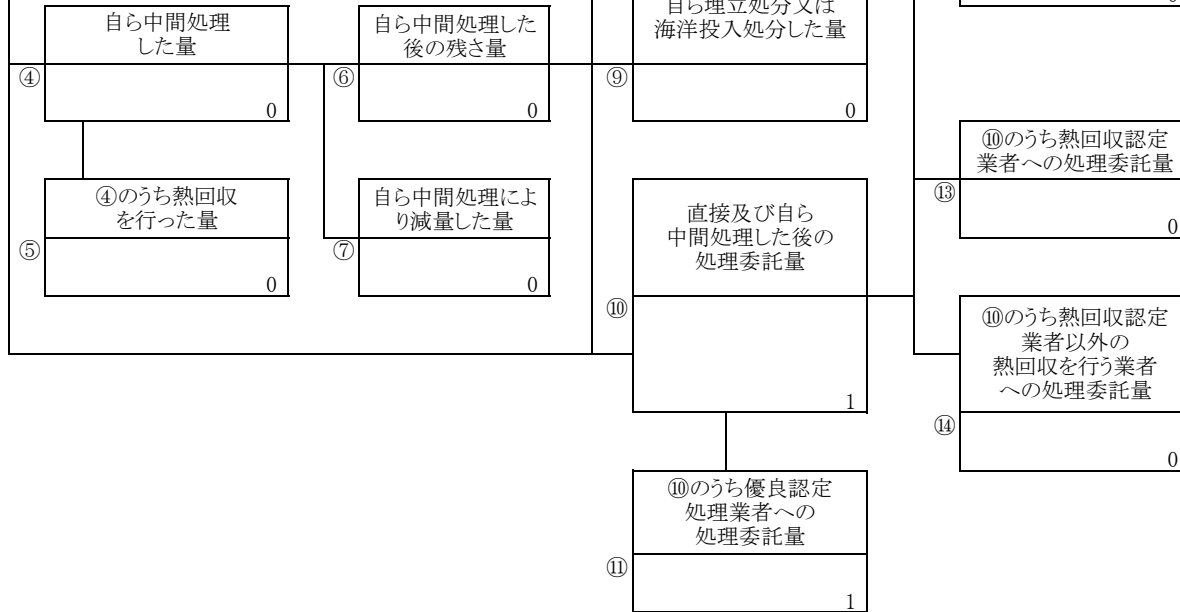 自ら中間処理
した量
④
0
自ら中間処理した
後の残さ量
⑥
0
自ら埋立処分又は
海洋投入処分した量
⑨
0
④のうち熱回収
を行った量
⑤
0
自ら中間処理によ
り減量した量
⑦
0
直接及び自ら
中間処理した後の
処理委託量
⑩
1
⑩のうち熱回収認定
業者への処理委託量
⑬
0
⑩のうち熱回収認定
業者以外の
熱回収を行う業者
への処理委託量
⑭
0
⑩のうち優良認定
処理業者への
処理委託量
⑪
1